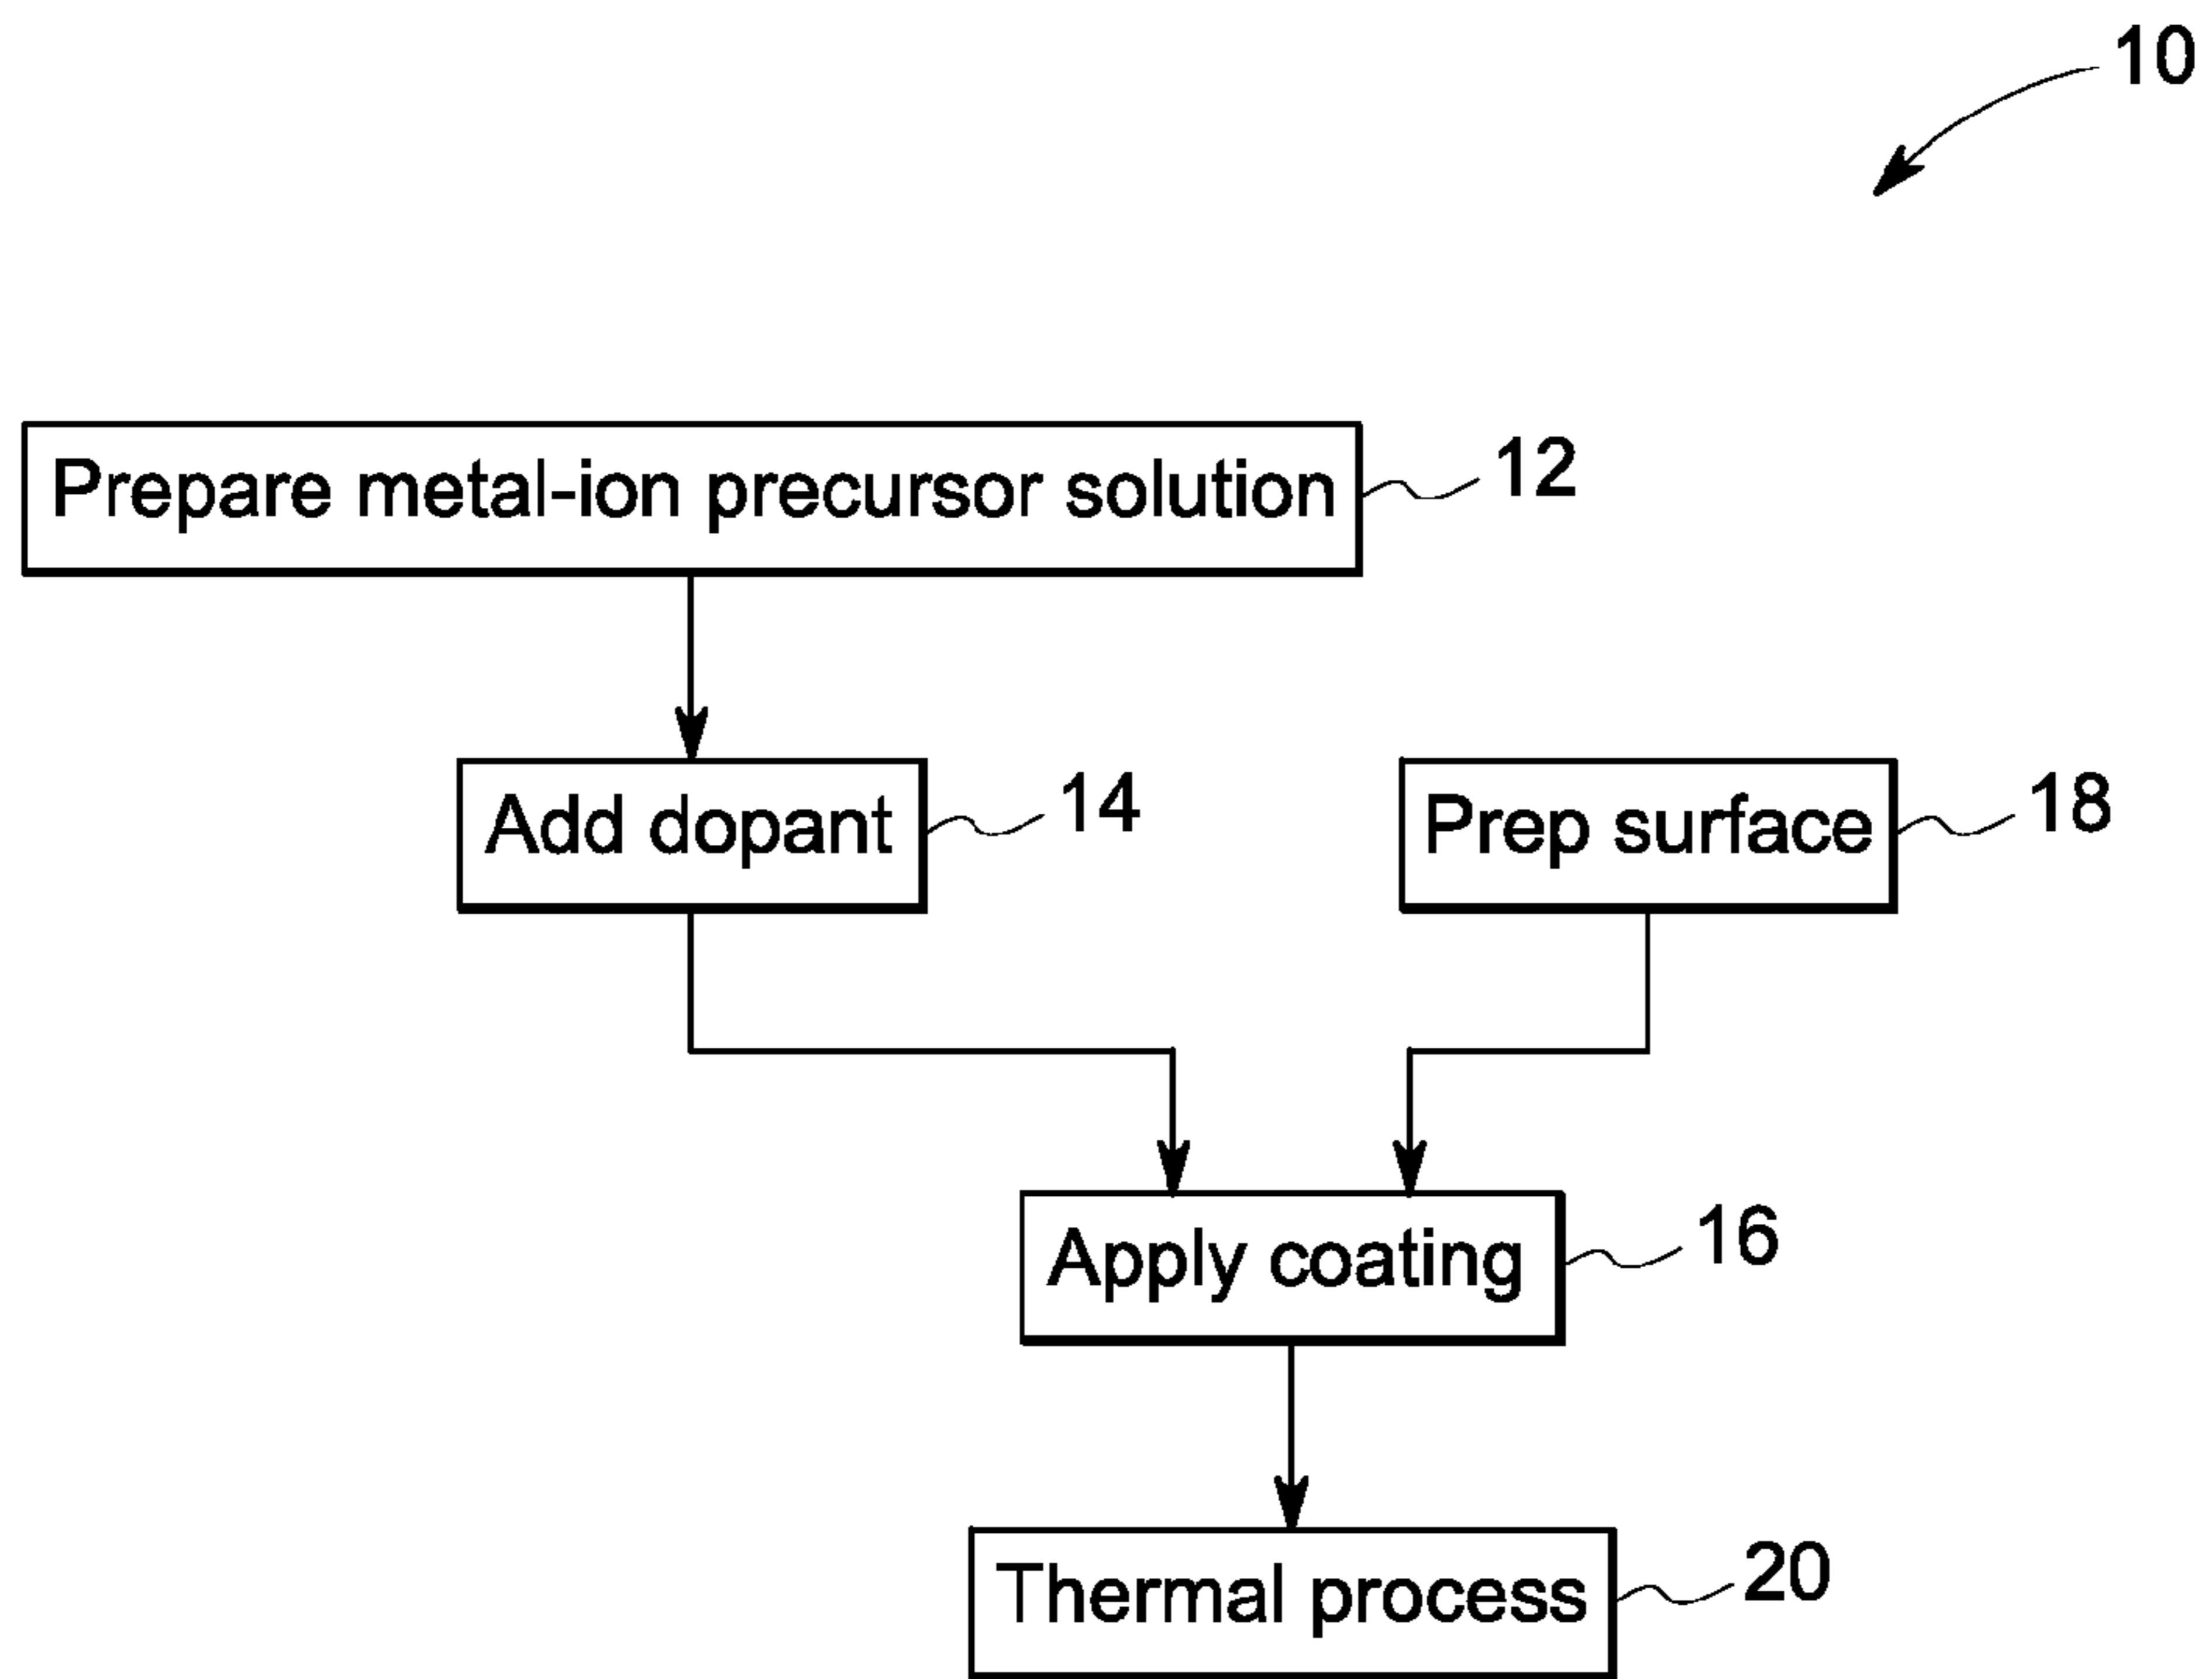 10
Prepare metal-ion precursor solution 12
Add dopant 14
Prep surface 18
Apply coating 16
Thermal process 20